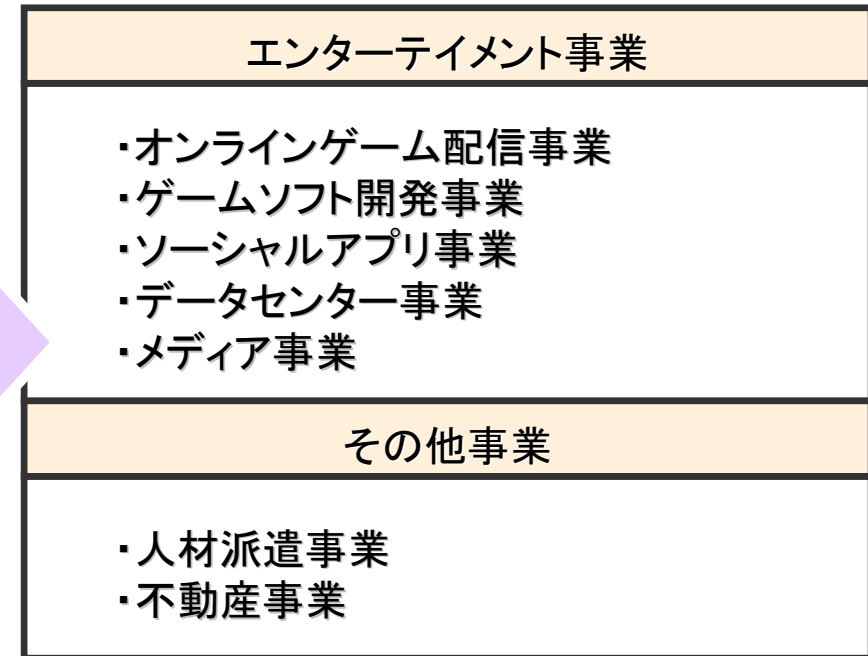 エンターテイメント事業
・オンラインゲーム配信事業
・ゲームソフト開発事業
・ソーシャルアプリ事業
・データセンター事業
・メディア事業
その他事業
・人材派遣事業
・不動産事業